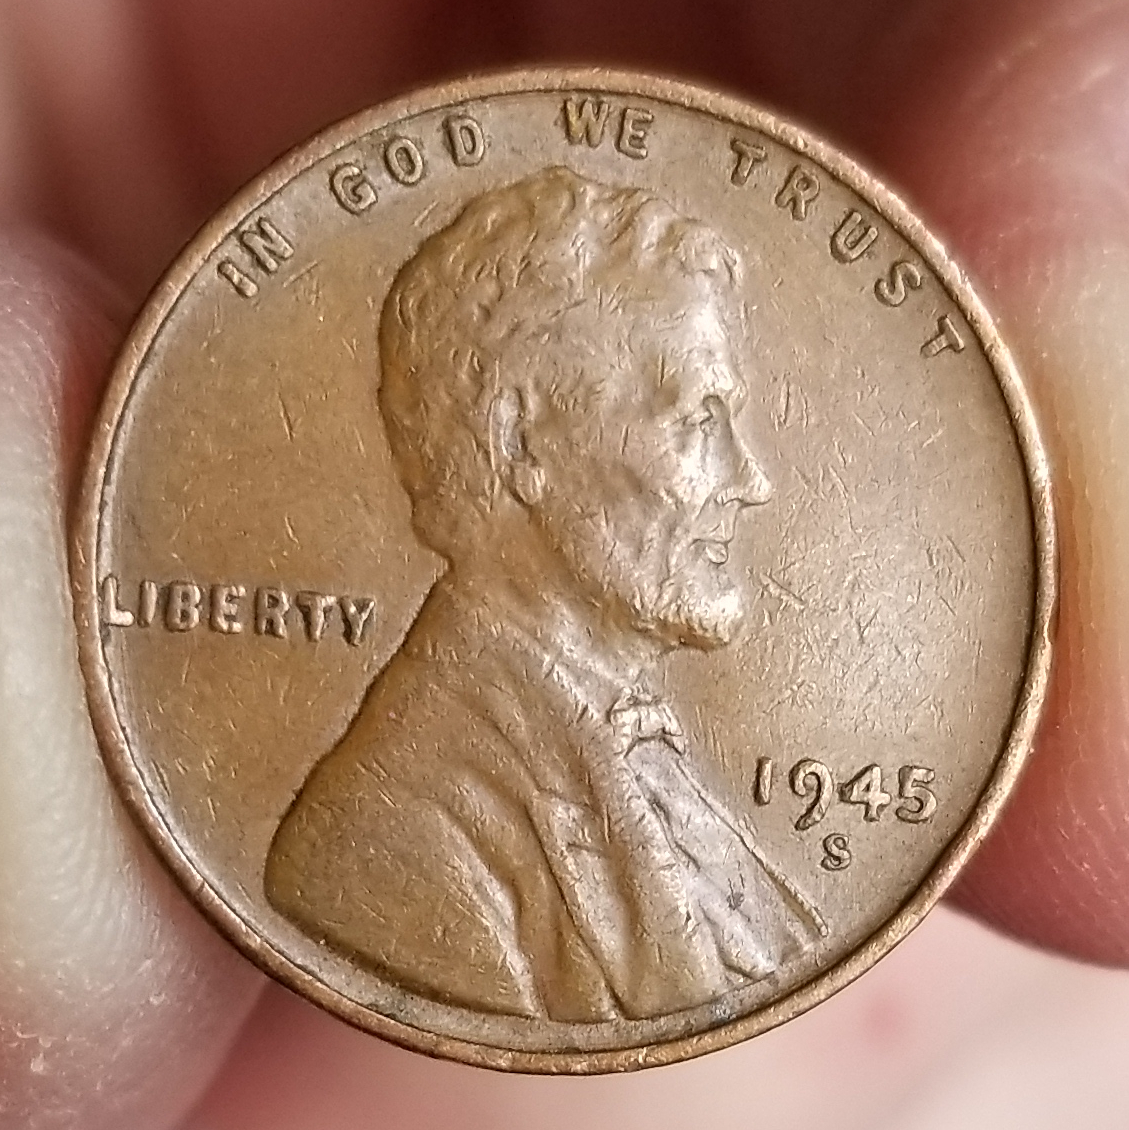 IN GOD WE TRUST
LIBERTY
1945
S